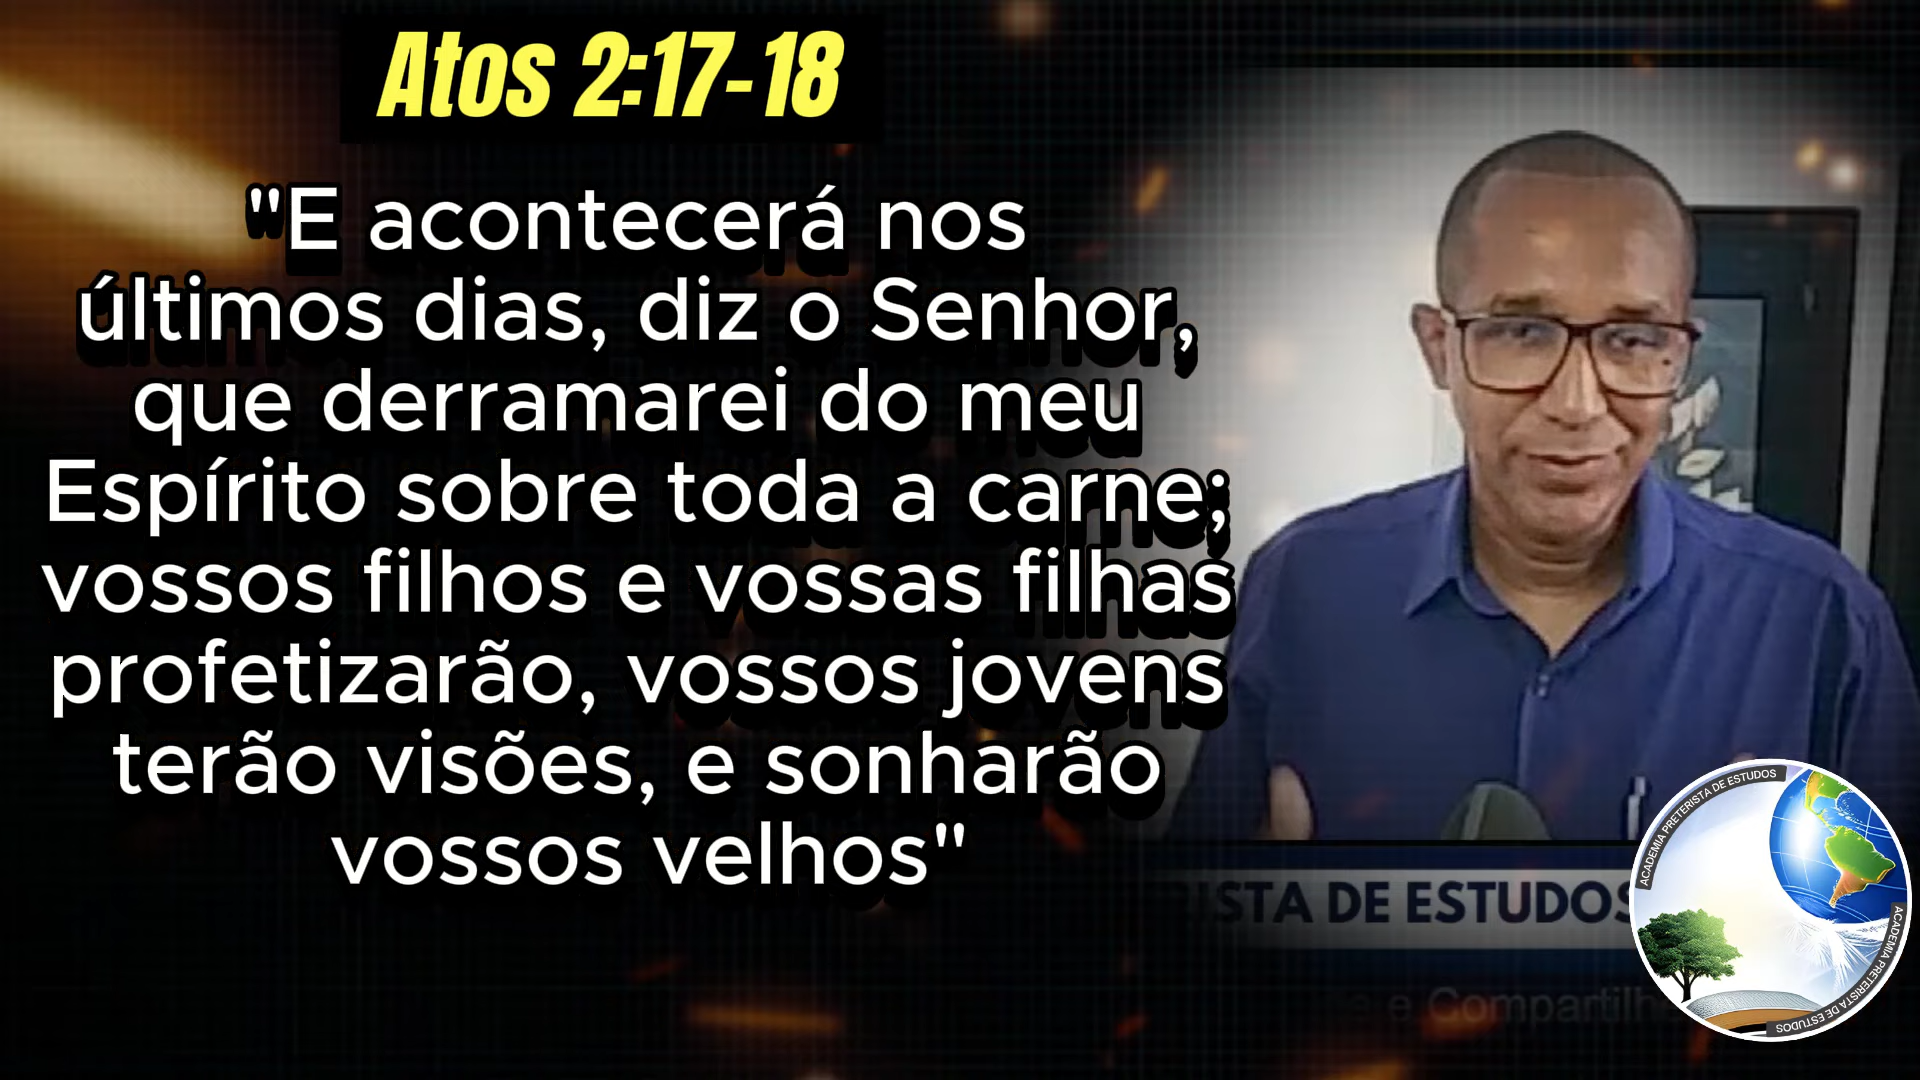 Atos 2:17-18
"E acontecerá nos
últimos dias, diz o Senhor,
que derramarei do meu
Espírito sobre toda a carne;
vossos filhos e vossas filhas
profetizarão, vossos jovens
terão visões, e sonharão
vossos velhos"
ISTA DE ESTUDOS
e Compartilh
ACADEMIA PRETERISTA DE ESTUDOS
ACADEMIA PRETERISTA DE ESTUDOS